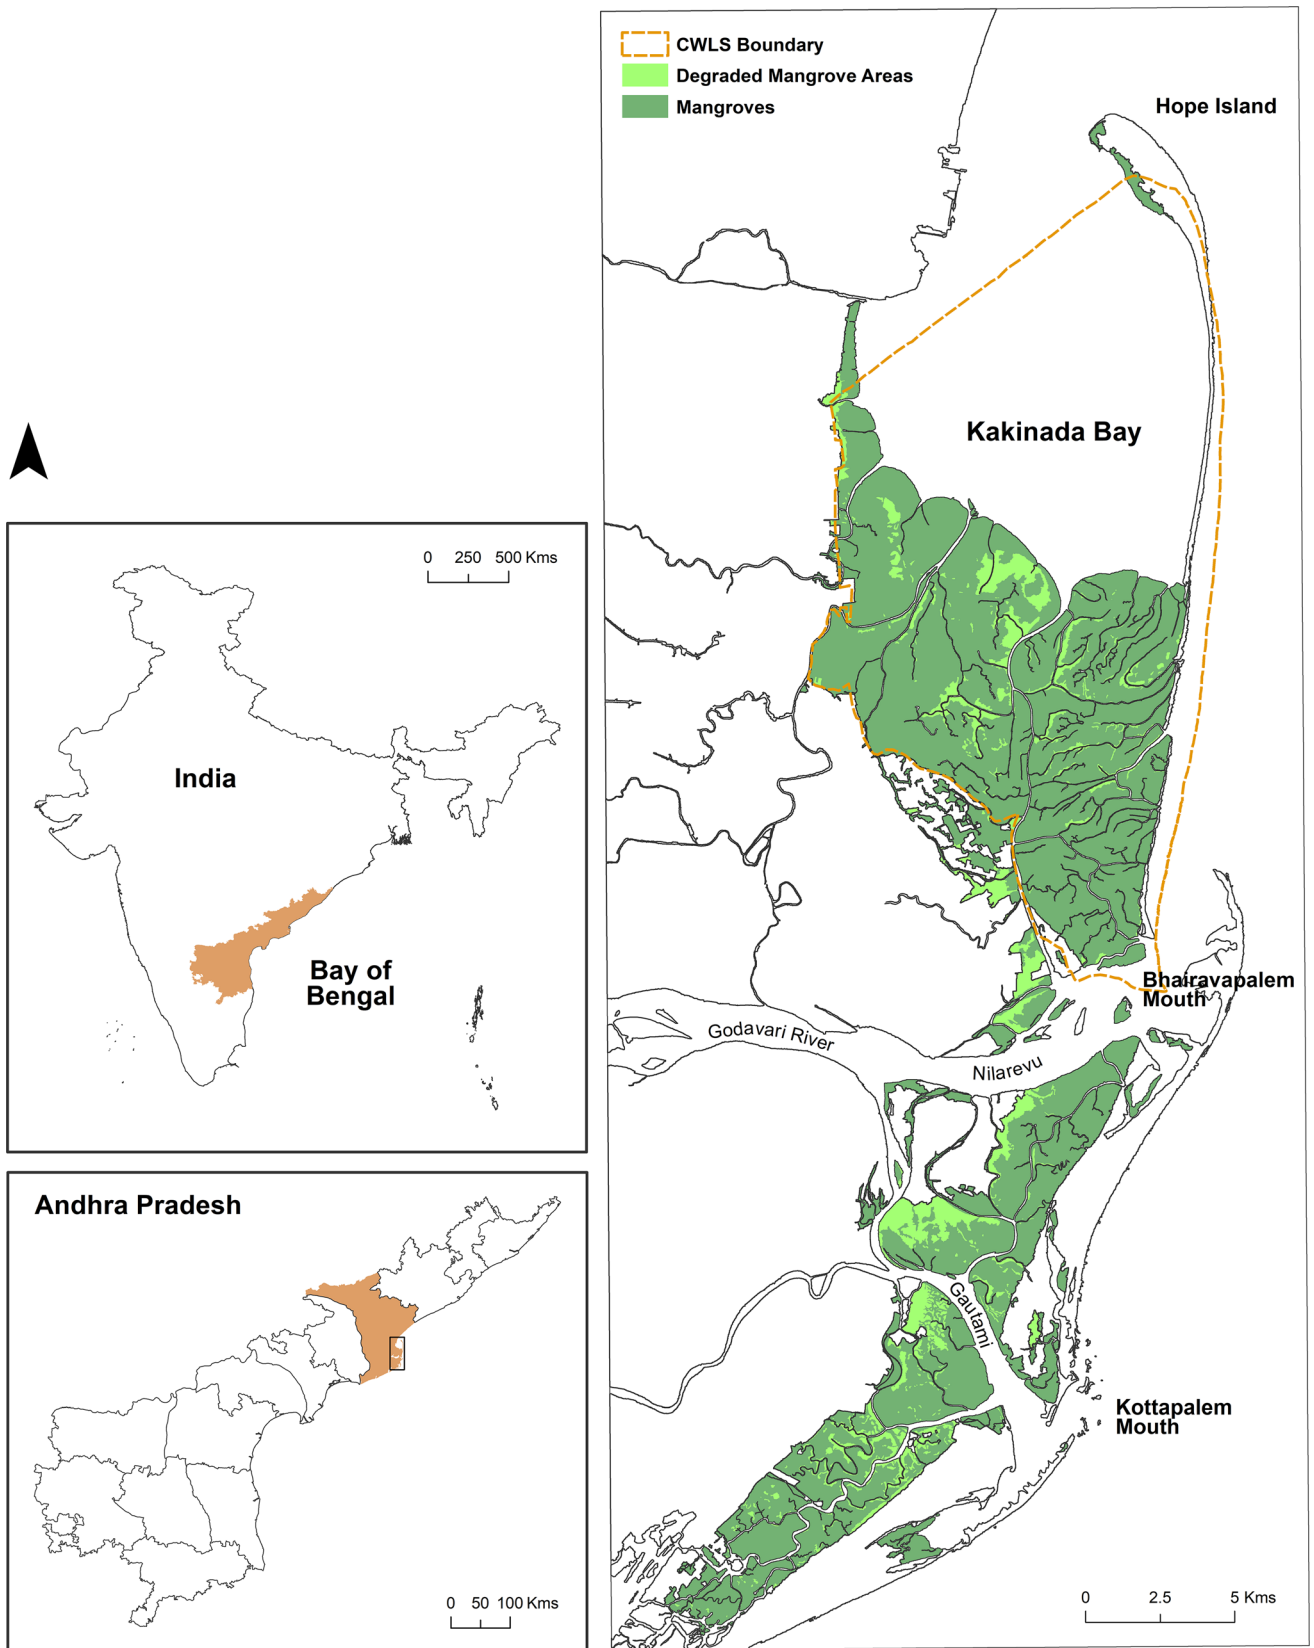 CWLS Boundary
Degraded Mangrove Areas
Mangroves
Hope Island
Kakinada Bay
Bhairavapalem
Mouth
Godavari River
Nilarevu
Gautami
Kottapalem
Mouth
0 2.5 5 Kms
0 250 500 Kms
India
Bay of
Bengal
Andhra Pradesh
0 50 100 Kms